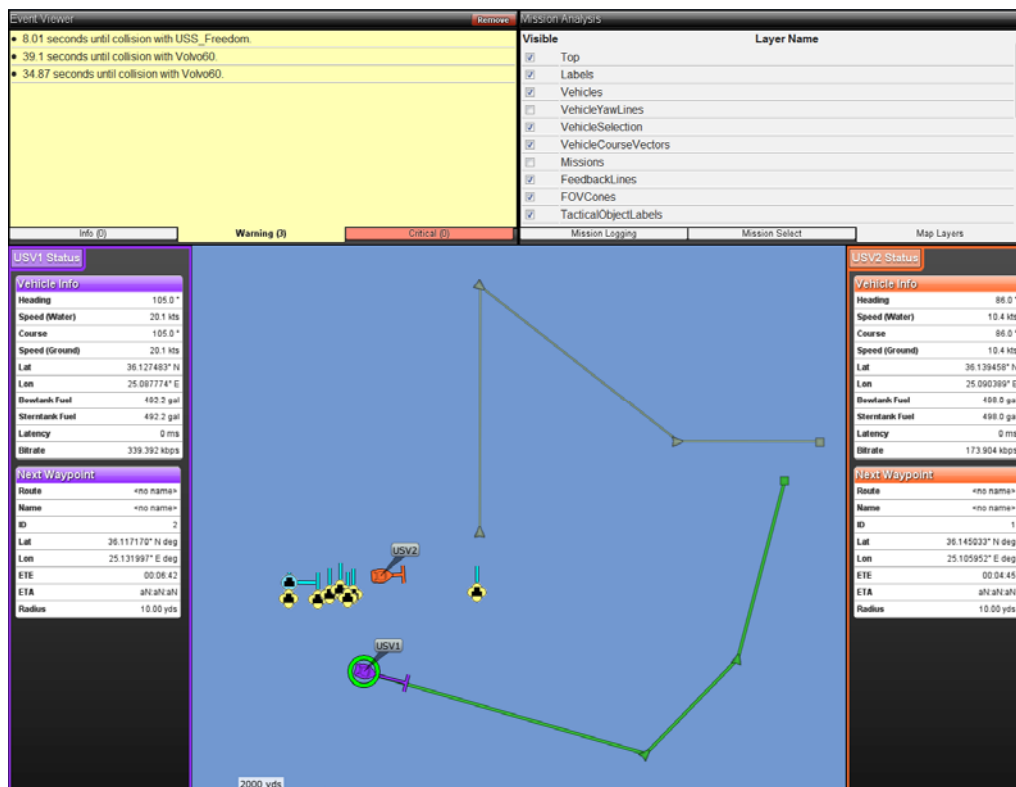 Event Viewer
Remove
• 8.01 seconds until collision with USS_Freedom.
• 39.1 seconds until collision with Volvo60.
• 34.87 seconds until collision with Volvo60.
Info (0)
Warning (3)
Critical (0)
Mission Analysis
Visible Layer Name
Top
Labels
Vehicles
VehicleYawLines
VehicleSelection
VehicleCourseVectors
Missions
FeedbackLines
FOVCones
TacticalObjectLabels
Mission Logging
Mission Select
Map Layers
USV1 Status
Vehicle Info
Heading 105.0 °
Speed (Water) 20.1 kts
Course 105.0 °
Speed (Ground) 20.1 kts
Lat 36.127483° N
Lon 25.087774° E
Bowtank Fuel 492.2 gal
Sterntank Fuel 492.2 gal
Latency 0 ms
Bitrate 339.392 kbps
Next Waypoint
Route <no name>
Name <no name>
ID 2
Lat 36.117170° N deg
Lon 25.131997° E deg
ETE 00:06:42
ETA aN:aN:aN
Radius 10.00 yds
USV2
USV1
2000 yds
USV2 Status
Vehicle Info
Heading 86.0 °
Speed (Water) 10.4 kts
Course 86.0 °
Speed (Ground) 10.4 kts
Lat 36.139458° N
Lon 25.090389° E
Bowtank Fuel 498.0 gal
Sterntank Fuel 498.0 gal
Latency 0 ms
Bitrate 173.904 kbps
Next Waypoint
Route <no name>
Name <no name>
ID 1
Lat 36.145033° N deg
Lon 25.105952° E deg
ETE 00:04:45
ETA aN:aN:aN
Radius 10.00 yds